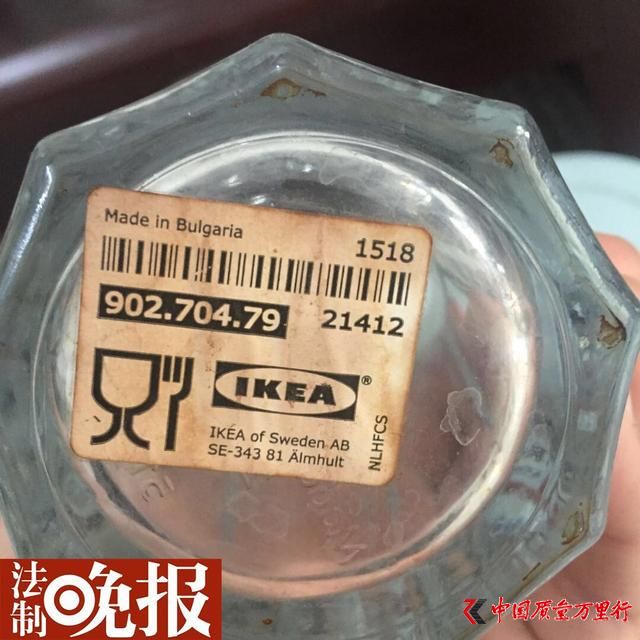 Made in Bulgaria
1518
902.704.79
21412
IKEA®
IKEA of Sweden AB
SE-343 81 Älmhult
NLHFCS
法制晚报
中国质量万里行